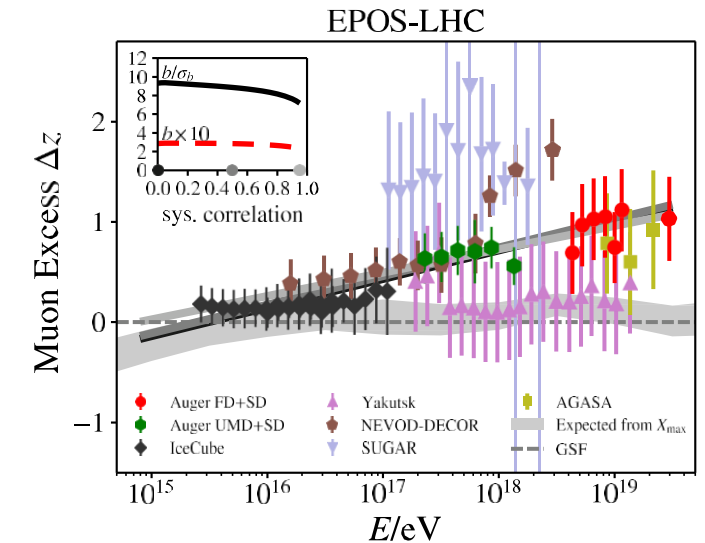 EPOS-LHC
Muon Excess Δz
2
1
0
−1
12
10
8
6
4
2
0
b/σb
b×10
0.0 0.2 0.4 0.6 0.8 1.0
sys. correlation
Auger FD+SD
Auger UMD+SD
IceCube
Yakutsk
NEVOD-DECOR
SUGAR
AGASA
Expected from Xmax
GSF
10^15 10^16 10^17 10^18 10^19
E/eV